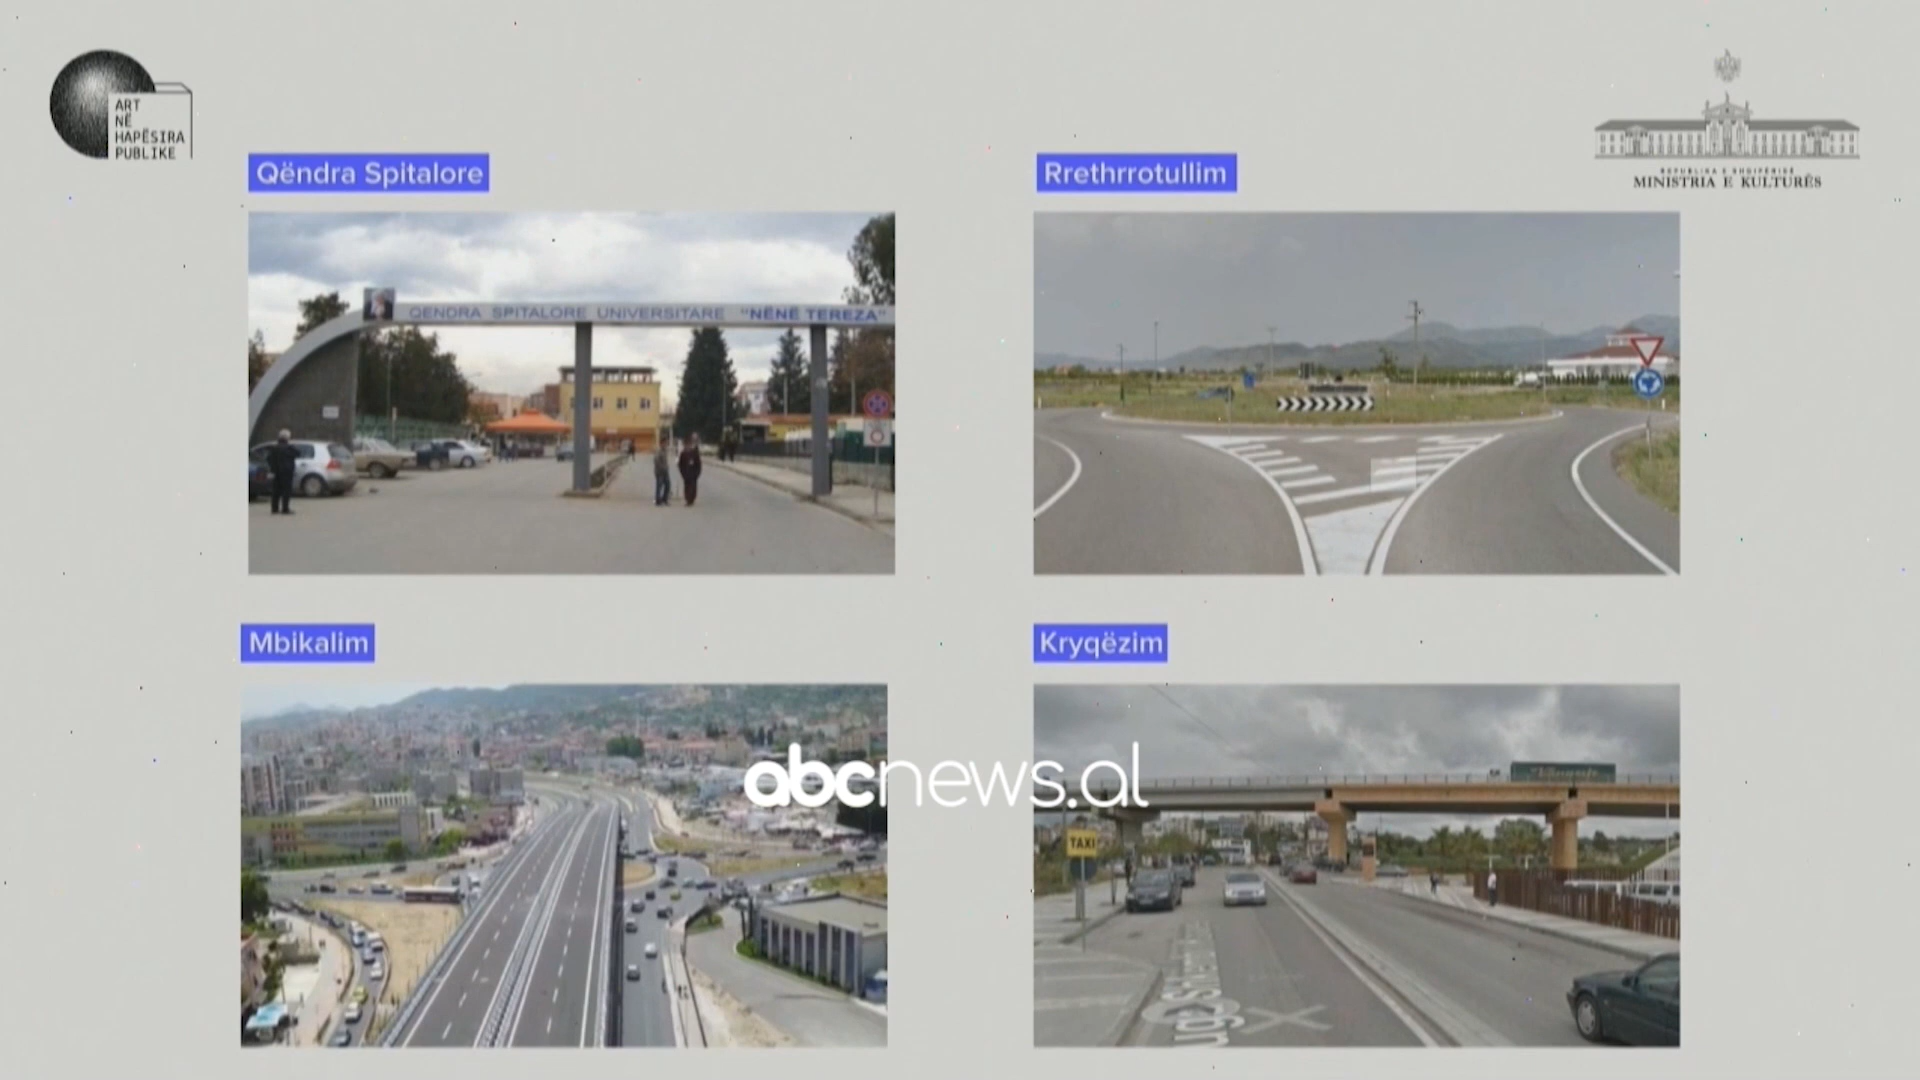 ART
NË
HAPËSIRA
PUBLIKE
REPUBLIKA E SHQIPËRISË
MINISTRIA E KULTURËS
Qëndra Spitalore
Rrethrrotullim
QENDRA SPITALORE UNIVERSITARE "NËNË TEREZA"
Mbikalim
Kryqëzim
abcnews.al
TAXI